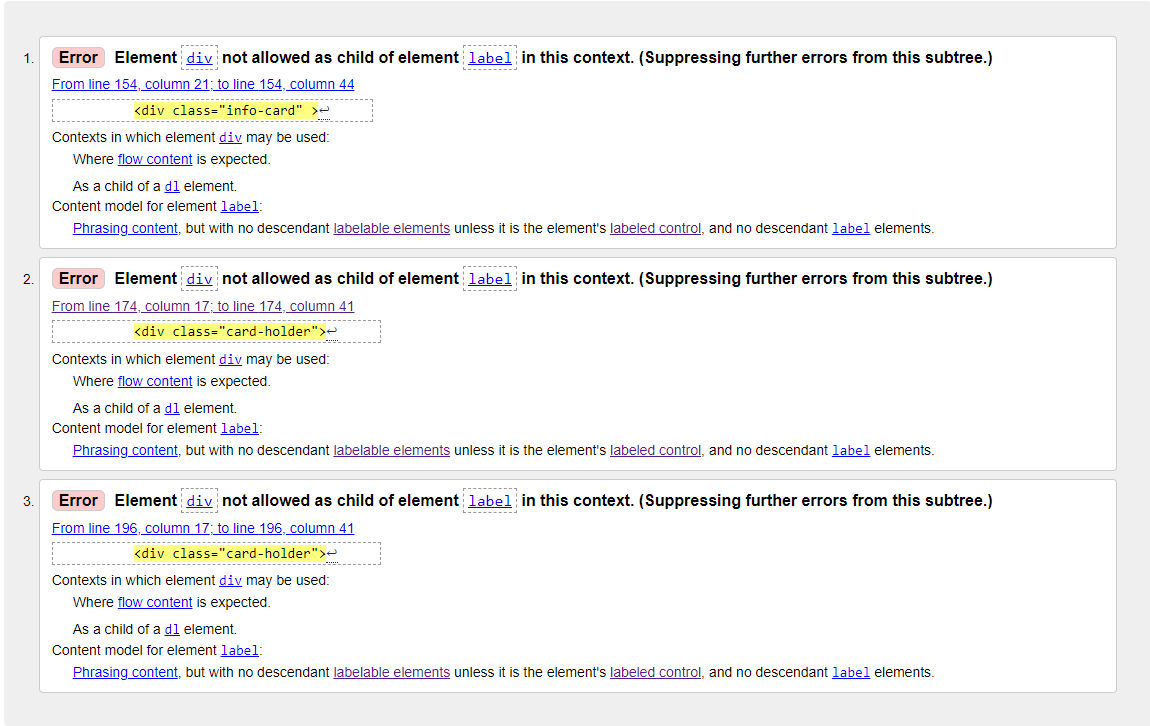 1. Error Element div not allowed as child of element label in this context. (Suppressing further errors from this subtree.)
From line 154, column 21; to line 154, column 44
<div class="info-card" >↩
Contexts in which element div may be used:
Where flow content is expected.
As a child of a dl element.
Content model for element label:
Phrasing content, but with no descendant labelable elements unless it is the element's labeled control, and no descendant label elements.
2. Error Element div not allowed as child of element label in this context. (Suppressing further errors from this subtree.)
From line 174, column 17; to line 174, column 41
<div class="card-holder">↩
Contexts in which element div may be used:
Where flow content is expected.
As a child of a dl element.
Content model for element label:
Phrasing content, but with no descendant labelable elements unless it is the element's labeled control, and no descendant label elements.
3. Error Element div not allowed as child of element label in this context. (Suppressing further errors from this subtree.)
From line 196, column 17; to line 196, column 41
<div class="card-holder">↩
Contexts in which element div may be used:
Where flow content is expected.
As a child of a dl element.
Content model for element label:
Phrasing content, but with no descendant labelable elements unless it is the element's labeled control, and no descendant label elements.